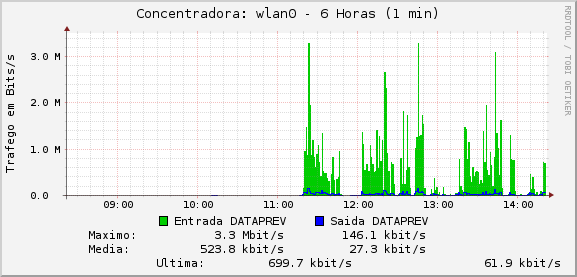 Concentradora: wlan0 - 6 Horas (1 min)
RRDTOOL / TOBI OETIKER
Trafego em Bits/s
3.0 M
2.0 M
1.0 M
0.0
09:00 10:00 11:00 12:00 13:00 14:00
Entrada DATAPREV Saida DATAPREV
Maximo: 3.3 Mbit/s 146.1 kbit/s
Media: 523.8 kbit/s 27.3 kbit/s
Ultima: 699.7 kbit/s 61.9 kbit/s